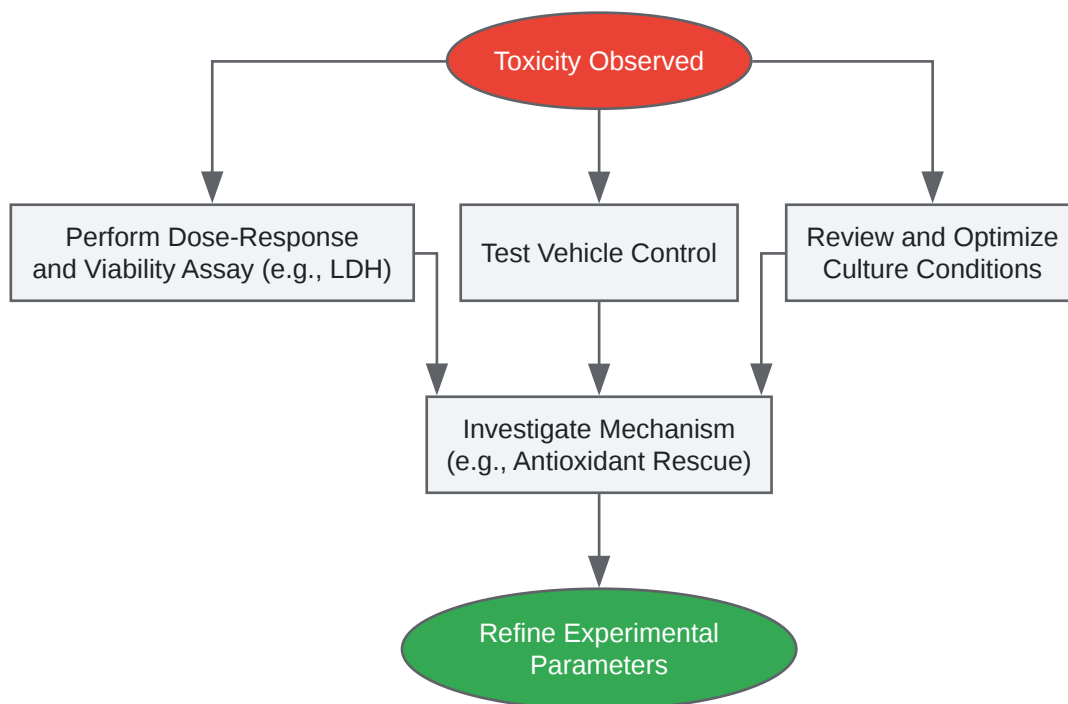 Toxicity Observed
Perform Dose-Response
and Viability Assay (e.g., LDH)
Test Vehicle Control
Review and Optimize
Culture Conditions
Investigate Mechanism
(e.g., Antioxidant Rescue)
Refine Experimental
Parameters